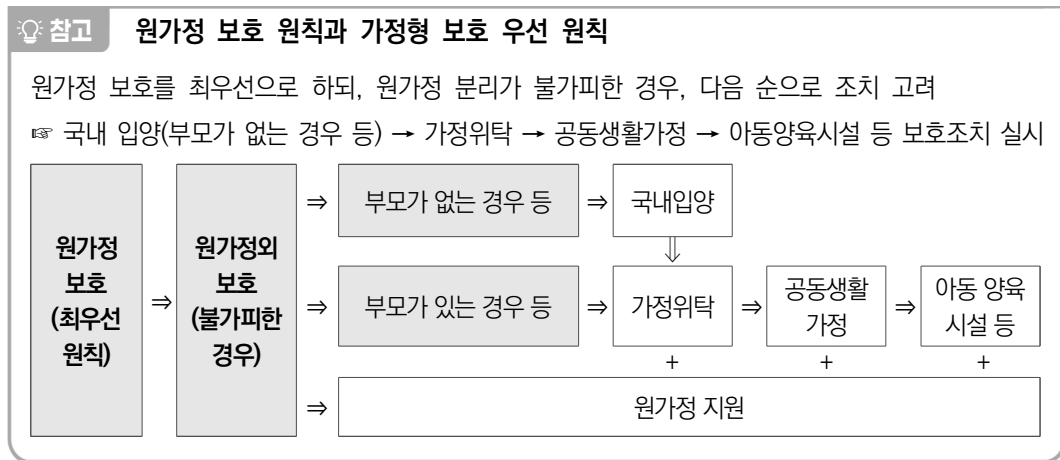 참고 원가정 보호 원칙과 가정형 보호 우선 원칙
원가정 보호를 최우선으로 하되, 원가정 분리가 불가피한 경우, 다음 순으로 조치 고려
☞ 국내 입양(부모가 없는 경우 등) → 가정위탁 → 공동생활가정 → 아동양육시설 등 보호조치 실시
원가정
보호
(최우선
원칙)
⇒
원가정외
보호
(불가피한
경우)
⇒ 부모가 없는 경우 등 ⇒ 국내입양
⇓
⇒ 부모가 있는 경우 등 ⇒ 가정위탁 ⇒
공동생활
가정
⇒
아동 양육
시설 등
+ + +
⇒ 원가정 지원